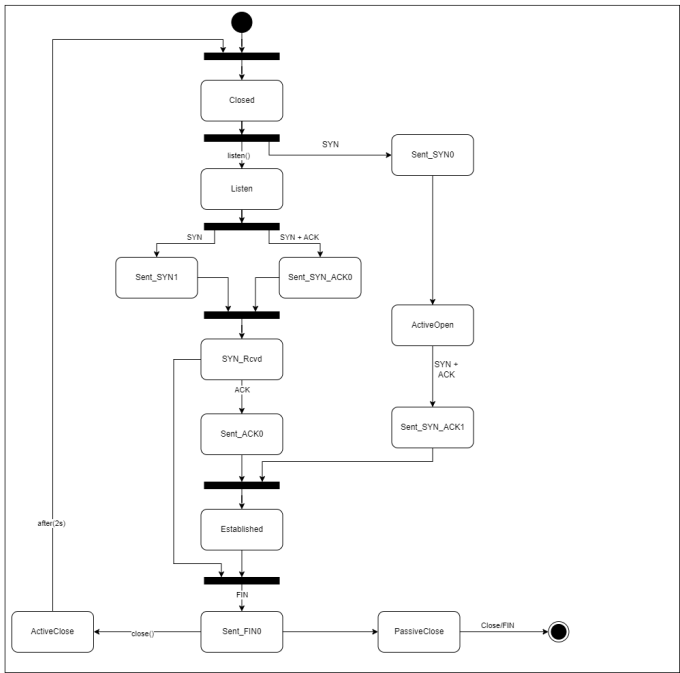 Closed
SYN
listen()
Sent_SYN0
Listen
SYN
SYN + ACK
Sent_SYN1
Sent_SYN_ACK0
ActiveOpen
SYN_Rcvd
SYN +
ACK
ACK
Sent_ACK0
Sent_SYN_ACK1
after(2s)
Established
FIN
ActiveClose
close()
Sent_FIN0
PassiveClose
Close/FIN